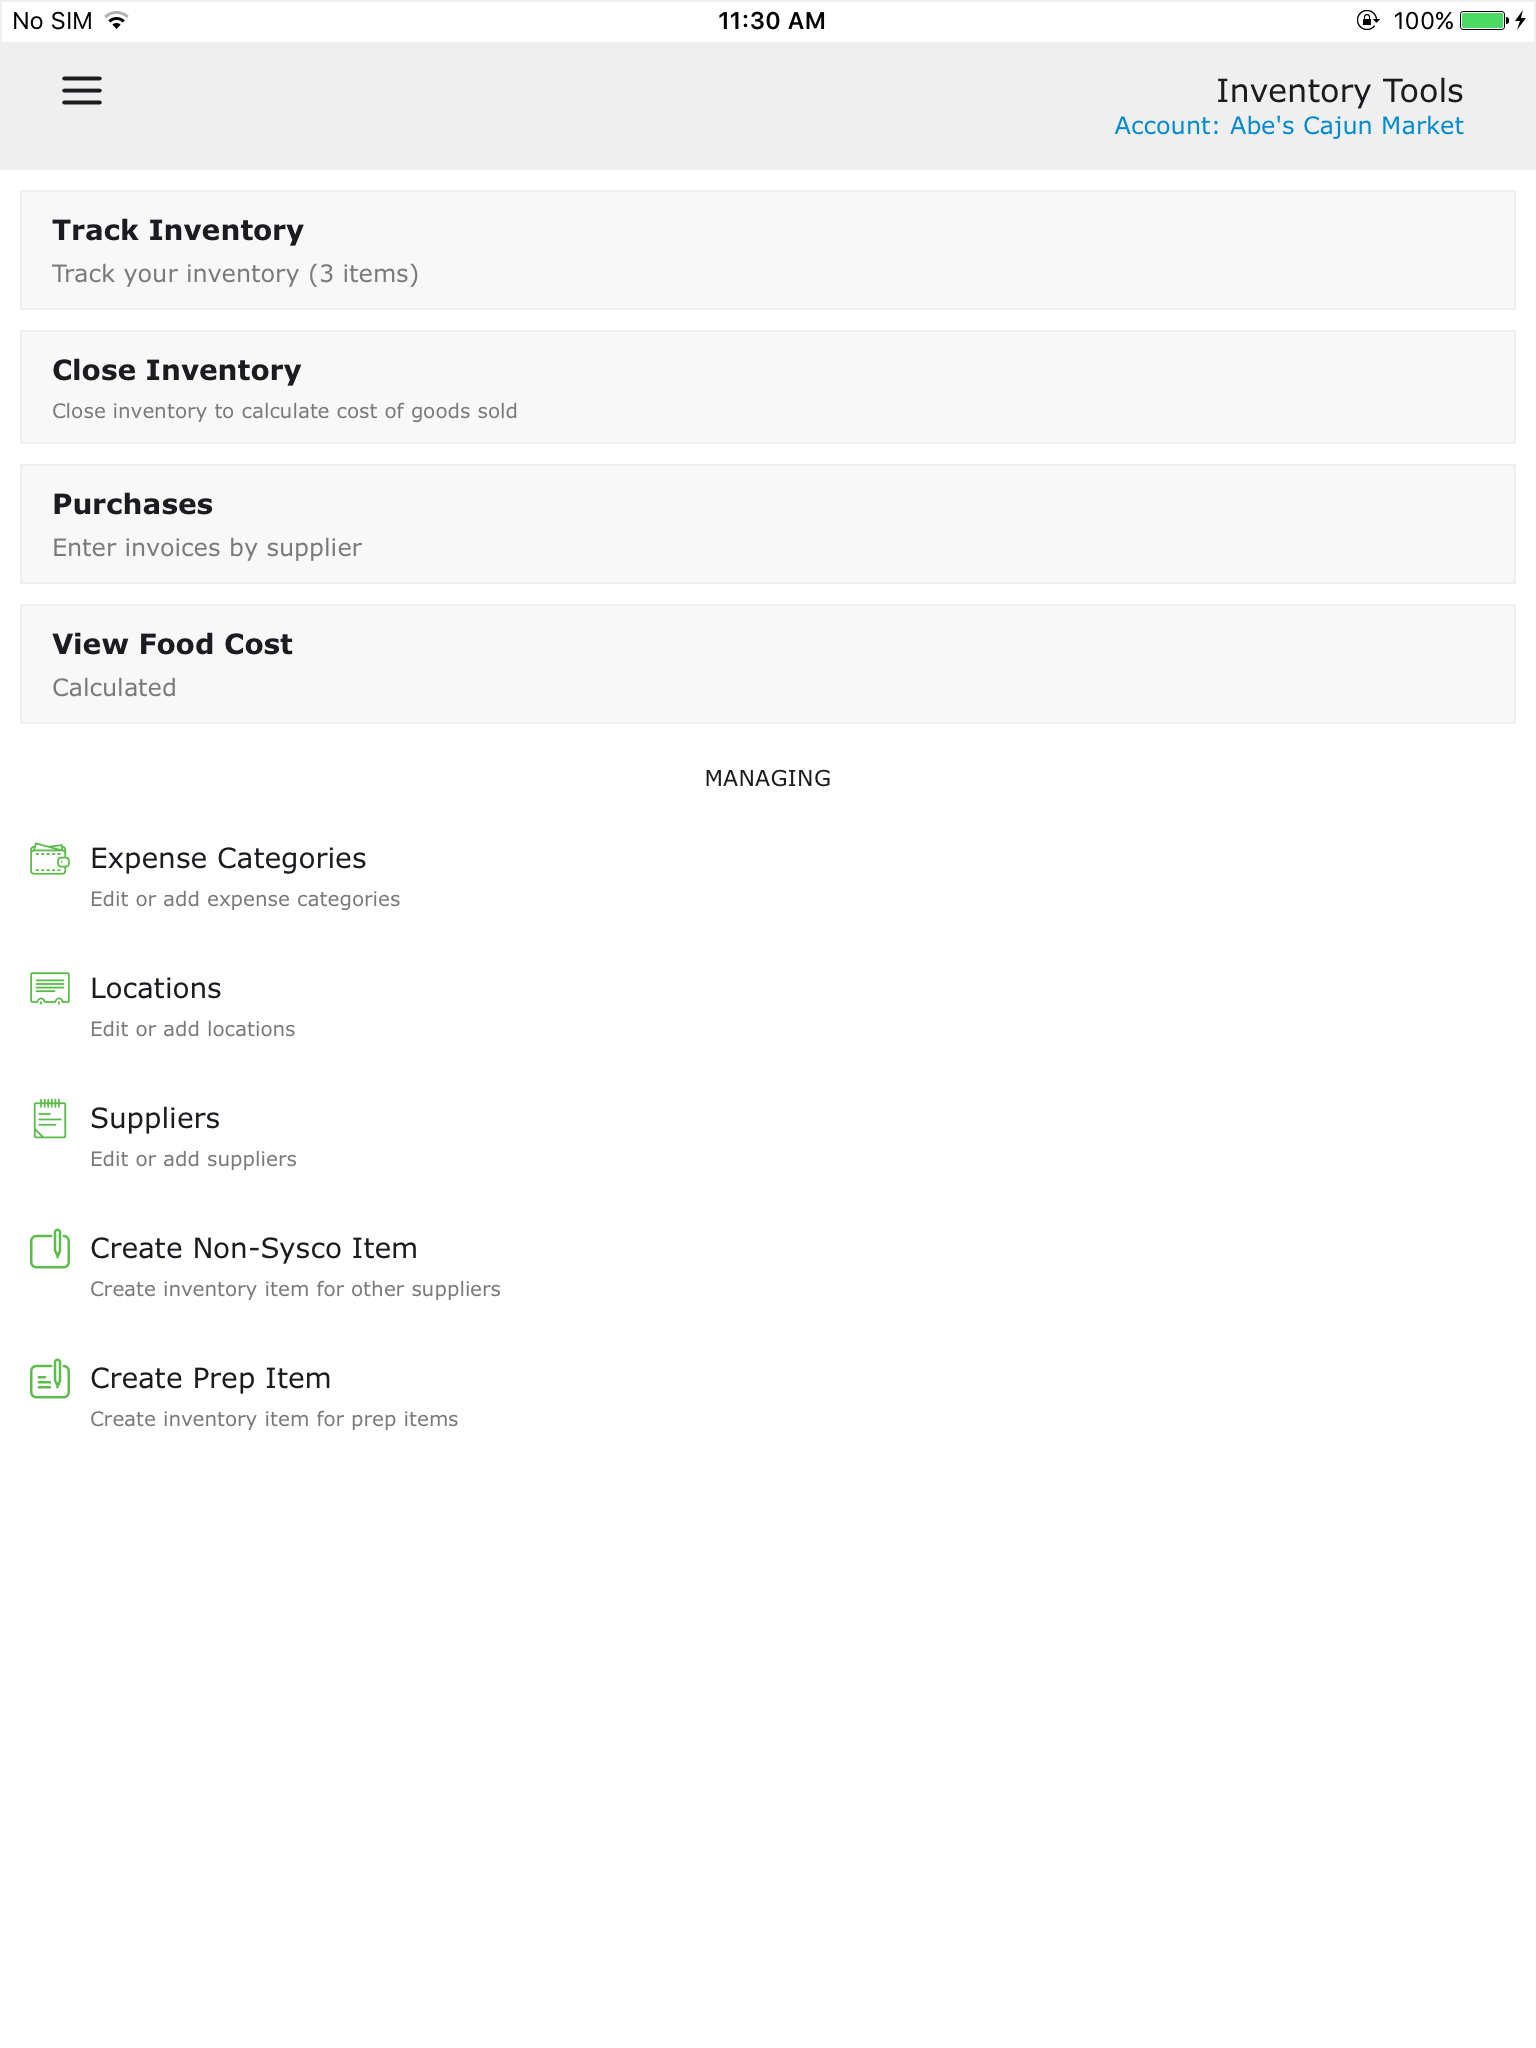 No SIM
11:30 AM
100%
Inventory Tools
Account: Abe's Cajun Market
Track Inventory
Track your inventory (3 items)
Close Inventory
Close inventory to calculate cost of goods sold
Purchases
Enter invoices by supplier
View Food Cost
Calculated
MANAGING
Expense Categories
Edit or add expense categories
Locations
Edit or add locations
Suppliers
Edit or add suppliers
Create Non-Sysco Item
Create inventory item for other suppliers
Create Prep Item
Create inventory item for prep items